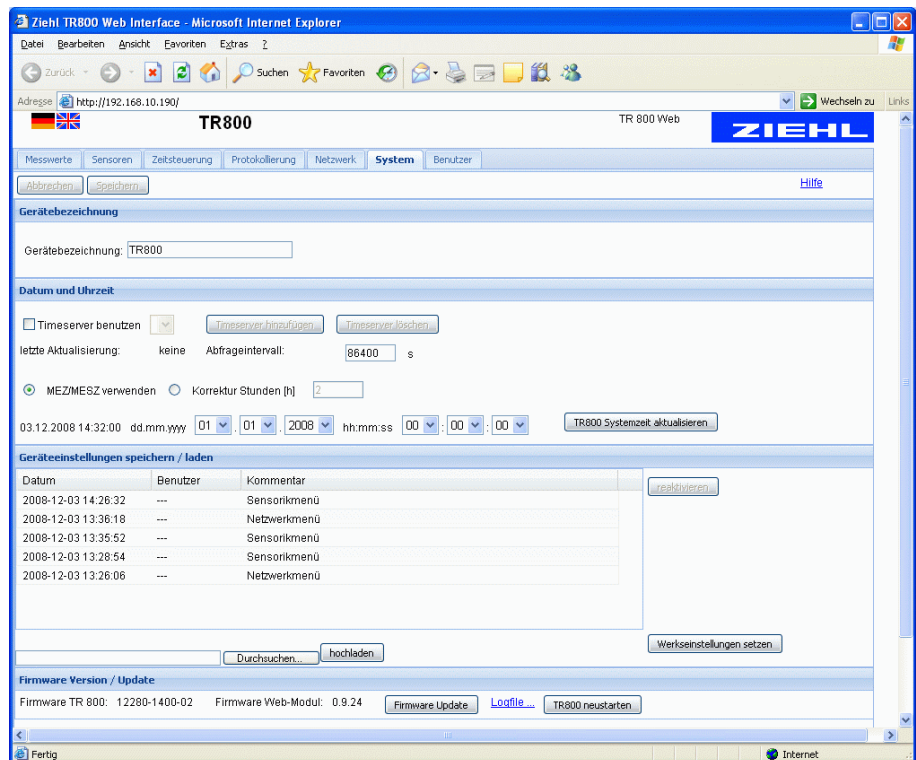 Ziehl TR800 Web Interface - Microsoft Internet Explorer
Datei Bearbeiten Ansicht Favoriten Extras ?
Zurück Suchen Favoriten
Adresse http://192.168.10.190/ Wechseln zu Links
TR800 TR 800 Web ZIEHL
Messwerte Sensoren Zeitsteuerung Protokollierung Netzwerk System Benutzer
Abbrechen... Speichern... Hilfe
Gerätebezeichnung
Gerätebezeichnung: TR800
Datum und Uhrzeit
Timeserver benutzen Timeserver hinzufügen... Timeserver löschen...
letzte Aktualisierung: keine Abfrageintervall: 86400 s
MEZ/MESZ verwenden Korrektur Stunden [h] 2
03.12.2008 14:32:00 dd.mm.yyyy 01 . 01 . 2008 hh:mm:ss 00 : 00 : 00 TR800 Systemzeit aktualisieren
Geräteeinstellungen speichern / laden
Datum Benutzer Kommentar
reaktivieren...
2008-12-03 14:26:32 --- Sensorikmenü
2008-12-03 13:36:18 --- Netzwerkmenü
2008-12-03 13:35:52 --- Sensorikmenü
2008-12-03 13:28:54 --- Sensorikmenü
2008-12-03 13:26:06 --- Netzwerkmenü
Werkseinstellungen setzen
Durchsuchen... hochladen
Firmware Version / Update
Firmware TR 800: 12280-1400-02 Firmware Web-Modul: 0.9.24 Firmware Update Logfile ... TR800 neustarten
Fertig Internet